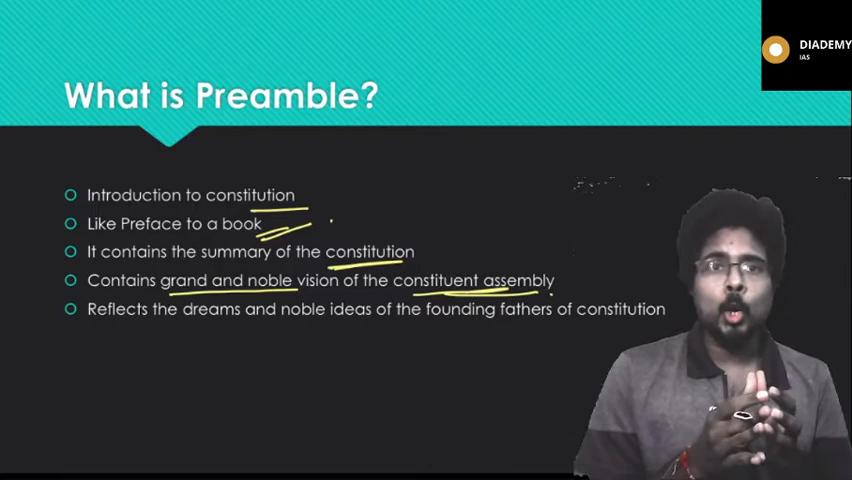 DIADEMY
IAS
What is Preamble?
Introduction to constitution
Like Preface to a book
It contains the summary of the constitution
Contains grand and noble vision of the constituent assembly
Reflects the dreams and noble ideas of the founding fathers of constitution